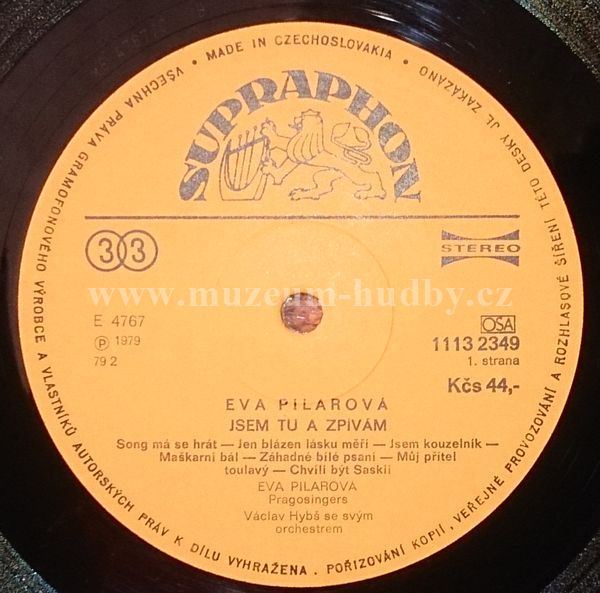 VŠECHNA PRÁVA GRAMOFONOVÉHO VÝROBCE A VLASTNÍKŮ AUTORSKÝCH PRÁV K DÍLU VYHRAŽENA . POŘIZOVÁNÍ KOPIÍ , VEŘEJNÉ PROVOZOVÁNÍ A ROZHLASOVÉ ŠÍŘENÍ TÉTO DESKY JE ZAKÁZÁNO • MADE IN CZECHOSLOVAKIA •
SUPRAPHON
33
STEREO
www.muzeum-hudby.cz
E 4767
Ⓟ 1979
79 2
OSA
1113 2349
1. strana
Kčs 44,-
EVA PILAROVÁ
JSEM TU A ZPÍVÁM
Song má se hrát — Jen blázen lásku měří — Jsem kouzelník —
Maškarní bál — Záhadné bílé psaní — Můj přítel
toulavý — Chvíli být Saskií
EVA PILAROVÁ
Pragosingers
Václav Hybš se svým
orchestrem